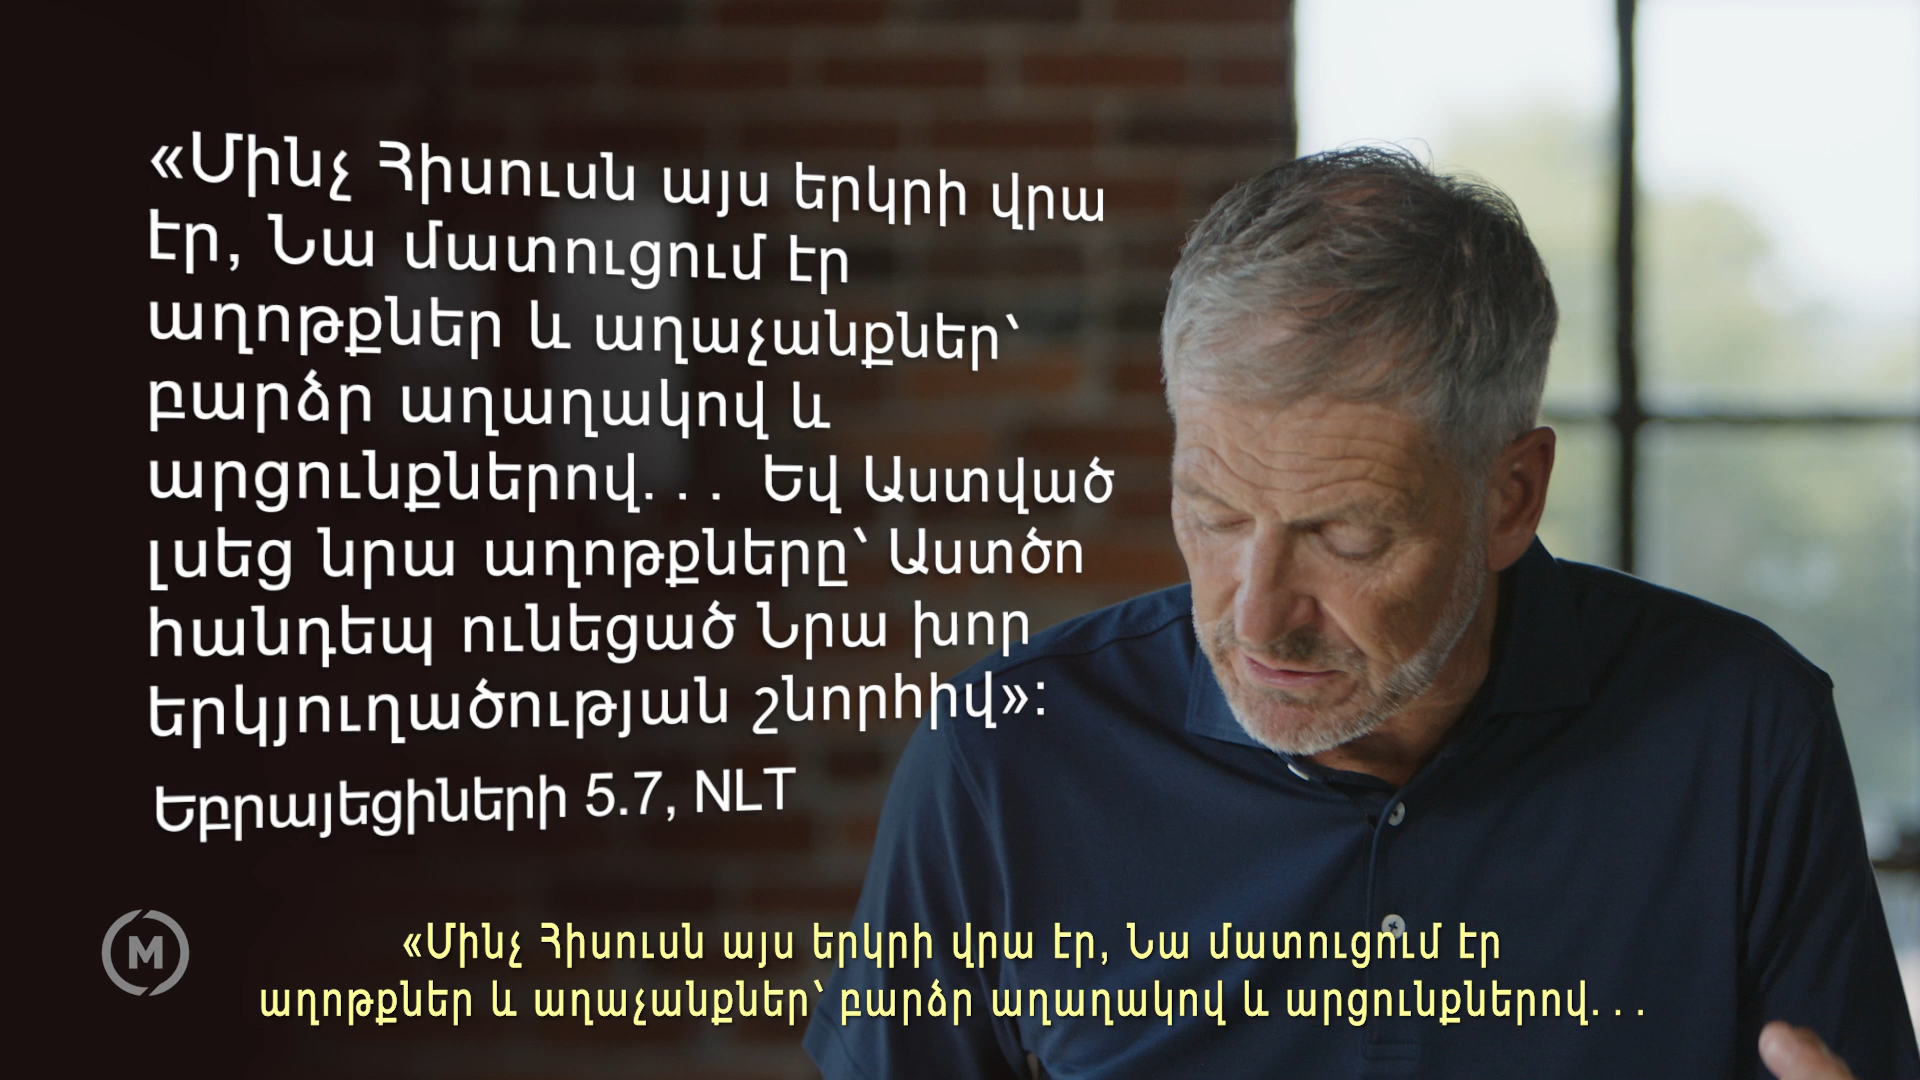 «Մինչ Հիսուսն այս երկրի վրա
էր, Նա մատուցում էր
աղոթքներ և աղաչանքներ՝
բարձր աղաղակով և
արցունքներով... Եվ Աստված
լսեց նրա աղոթքները՝ Աստծո
հանդեպ ունեցած Նրա խոր
երկյուղածության շնորհիվ»:
Եբրայեցիների 5.7, NLT
M
«Մինչ Հիսուսն այս երկրի վրա էր, Նա մատուցում էր
աղոթքներ և աղաչանքներ՝ բարձր աղաղակով և արցունքներով...